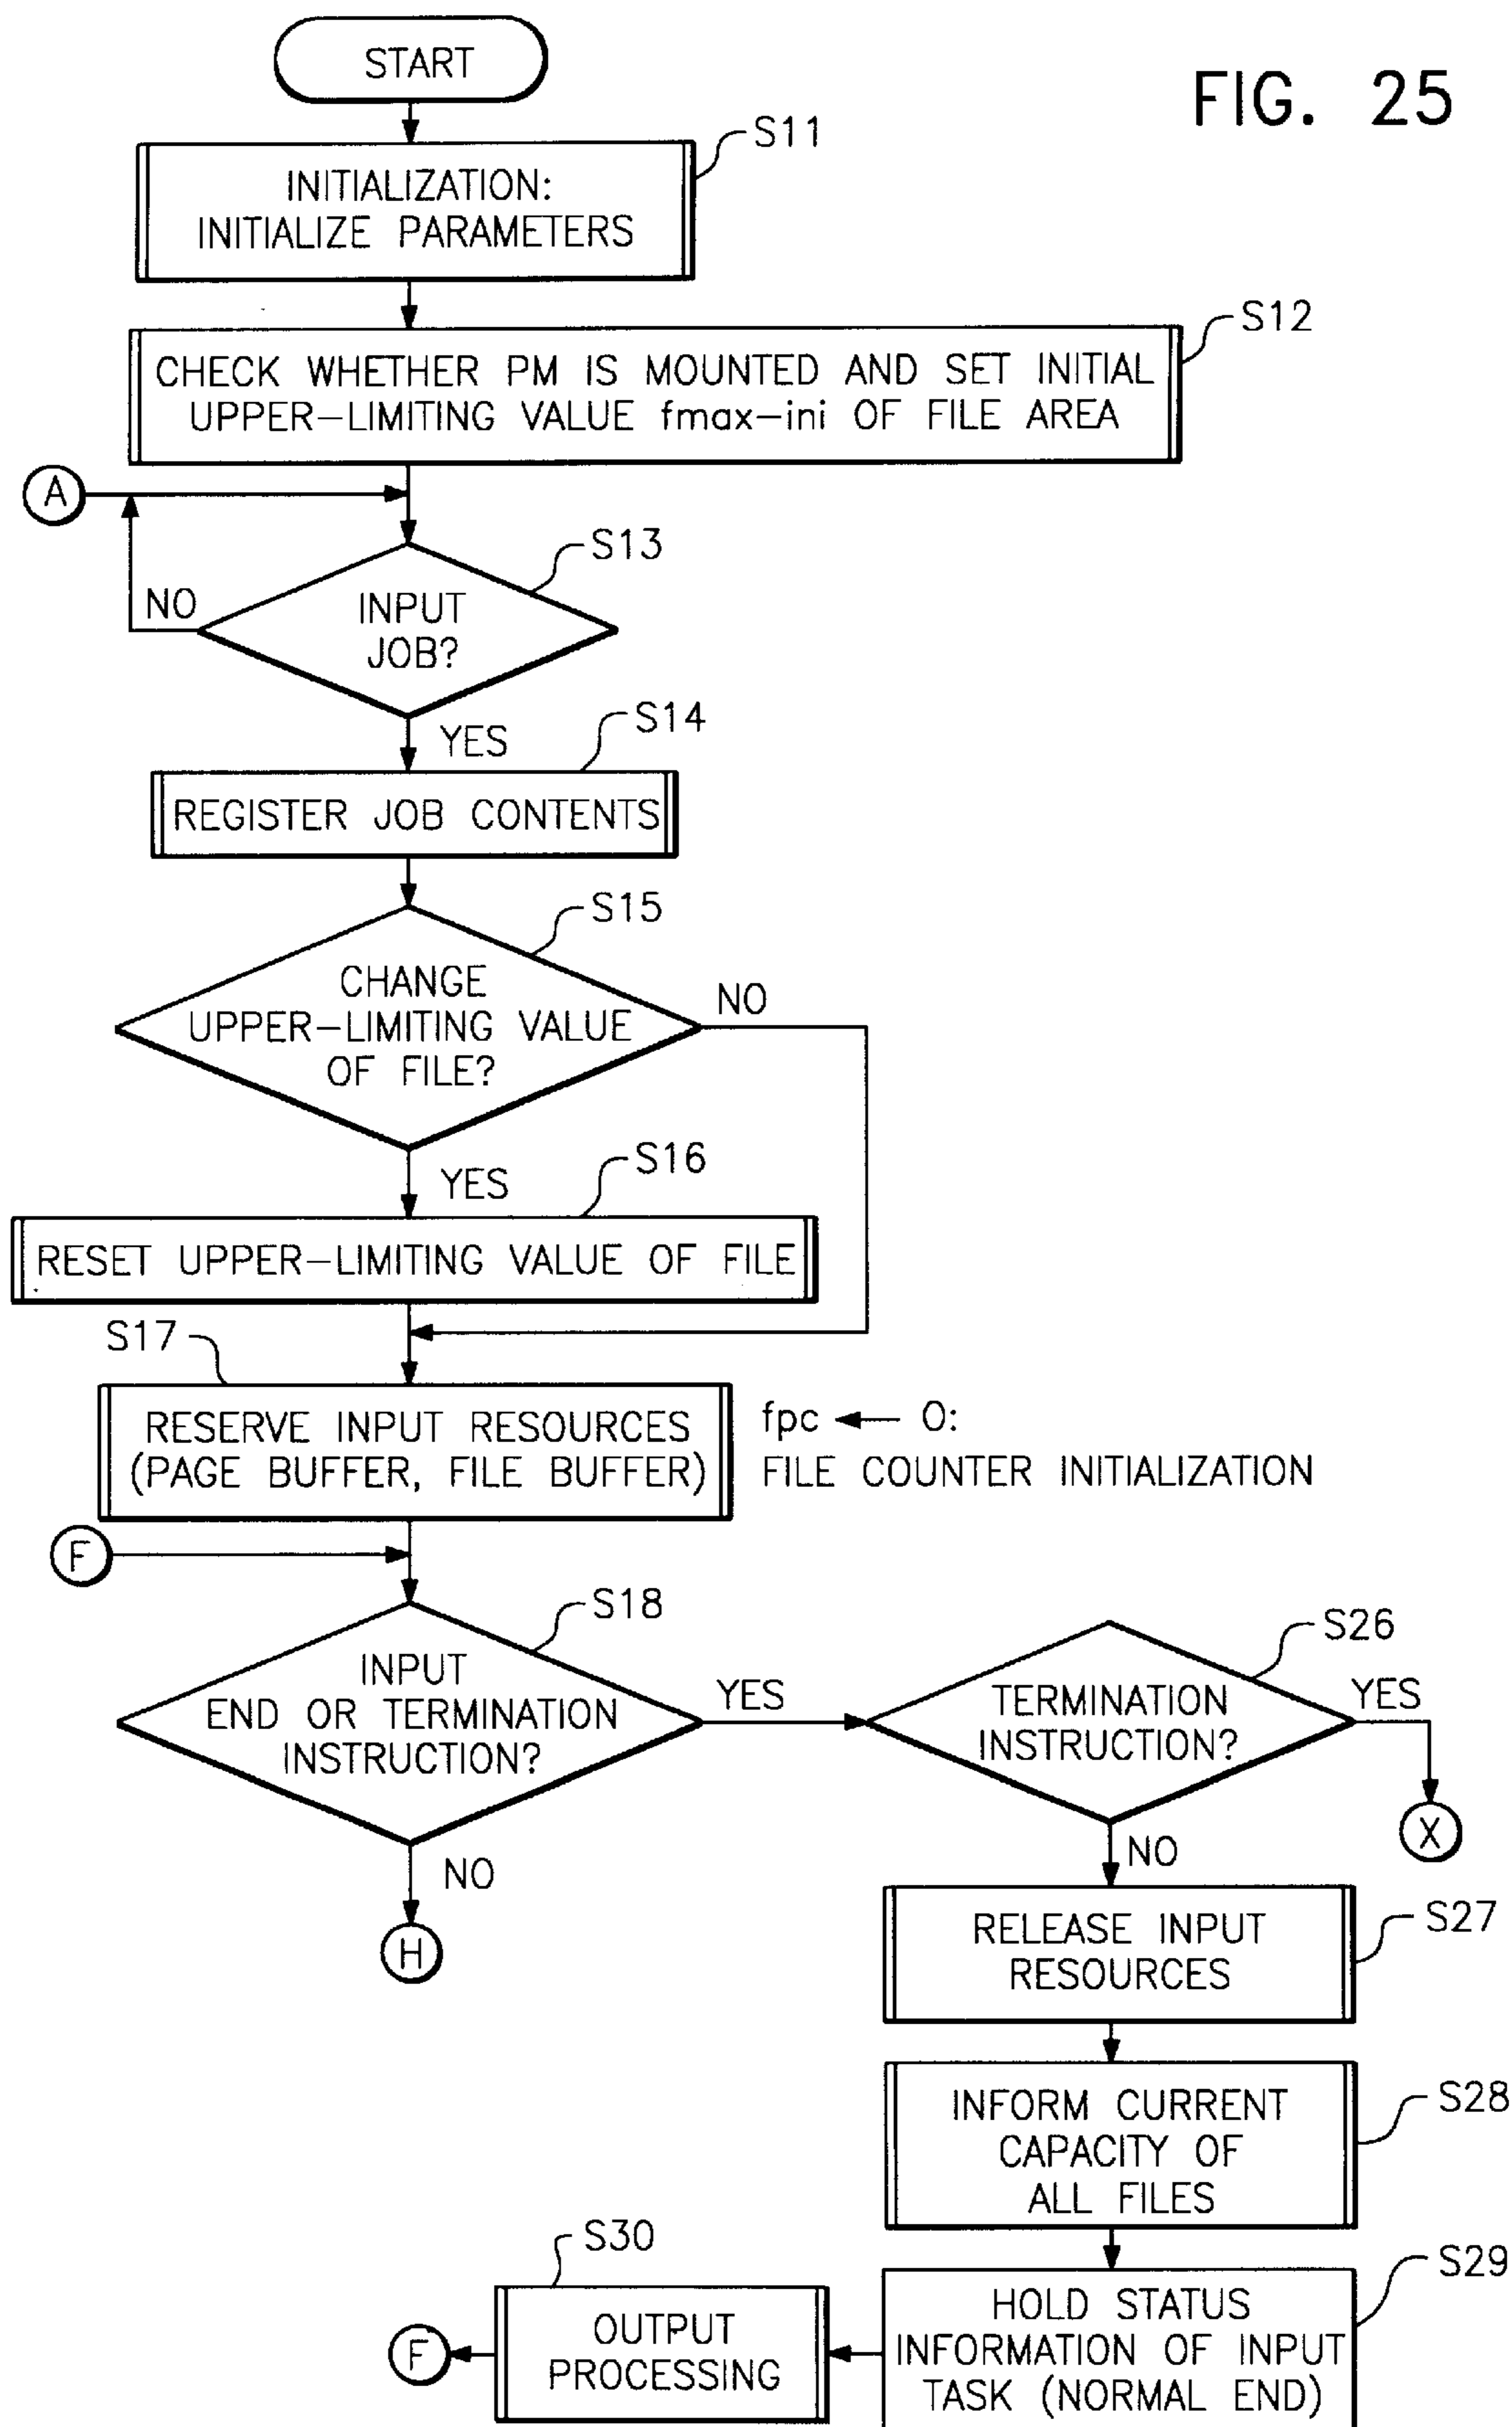 FIG. 25
START
S11
INITIALIZATION:
INITIALIZE PARAMETERS
S12
CHECK WHETHER PM IS MOUNTED AND SET INITIAL
UPPER-LIMITING VALUE fmax-ini OF FILE AREA
A
S13
NO
INPUT
JOB?
YES
S14
REGISTER JOB CONTENTS
S15
CHANGE
UPPER-LIMITING VALUE
OF FILE?
NO
YES
S16
RESET UPPER-LIMITING VALUE OF FILE
S17
RESERVE INPUT RESOURCES
(PAGE BUFFER, FILE BUFFER)
fpc ← 0:
FILE COUNTER INITIALIZATION
F
S18
INPUT
END OR TERMINATION
INSTRUCTION?
YES
NO
H
S26
TERMINATION
INSTRUCTION?
YES
X
NO
S27
RELEASE INPUT
RESOURCES
S28
INFORM CURRENT
CAPACITY OF
ALL FILES
S29
HOLD STATUS
INFORMATION OF INPUT
TASK (NORMAL END)
S30
OUTPUT
PROCESSING
F